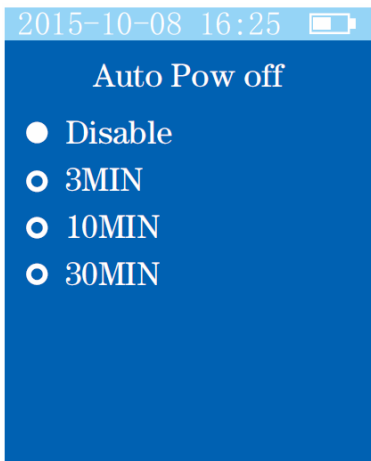 2015-10-08 16:25
Auto Pow off
Disable
3MIN
10MIN
30MIN